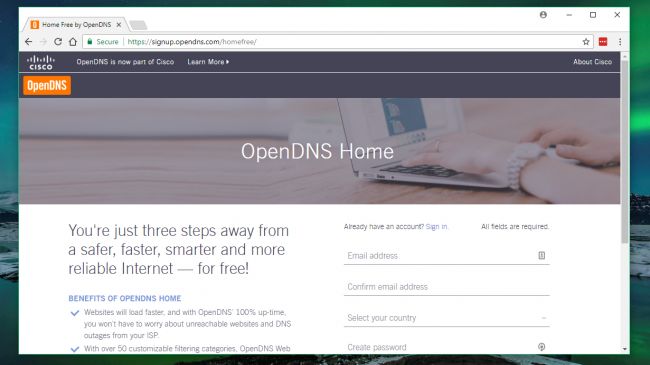 Home Free by OpenDNS
Secure
https://signup.opendns.com/homefree/
CISCO
OpenDNS is now part of Cisco
Learn More
About Cisco
OpenDNS
OpenDNS Home
You're just three steps away from
a safer, faster, smarter and more
reliable Internet — for free!
BENEFITS OF OPENDNS HOME
Websites will load faster, and with OpenDNS' 100% up-time,
you won't have to worry about unreachable websites and DNS
outages from your ISP.
With over 50 customizable filtering categories, OpenDNS Web
Already have an account? Sign in.
All fields are required.
Email address
Confirm email address
Select your country
Create password